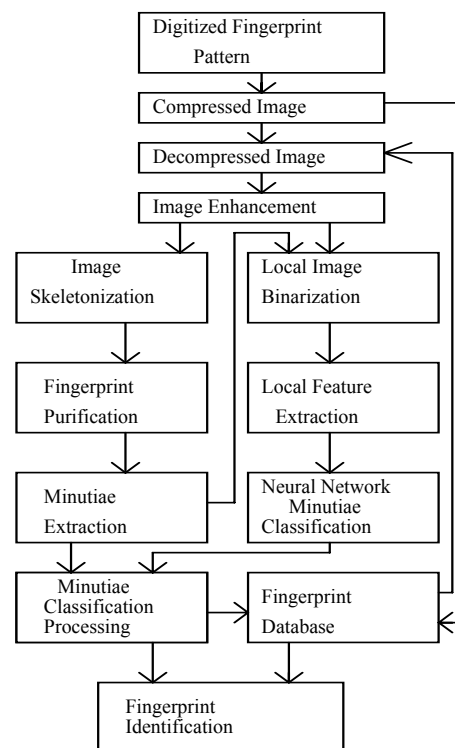 Digitized Fingerprint
Pattern
Compressed Image
Decompressed Image
Image Enhancement
Image
Skeletonization
Local Image
Binarization
Fingerprint
Purification
Local Feature
Extraction
Minutiae
Extraction
Neural Network
Minutiae
Classification
Minutiae
Classification
Processing
Fingerprint
Database
Fingerprint
Identification